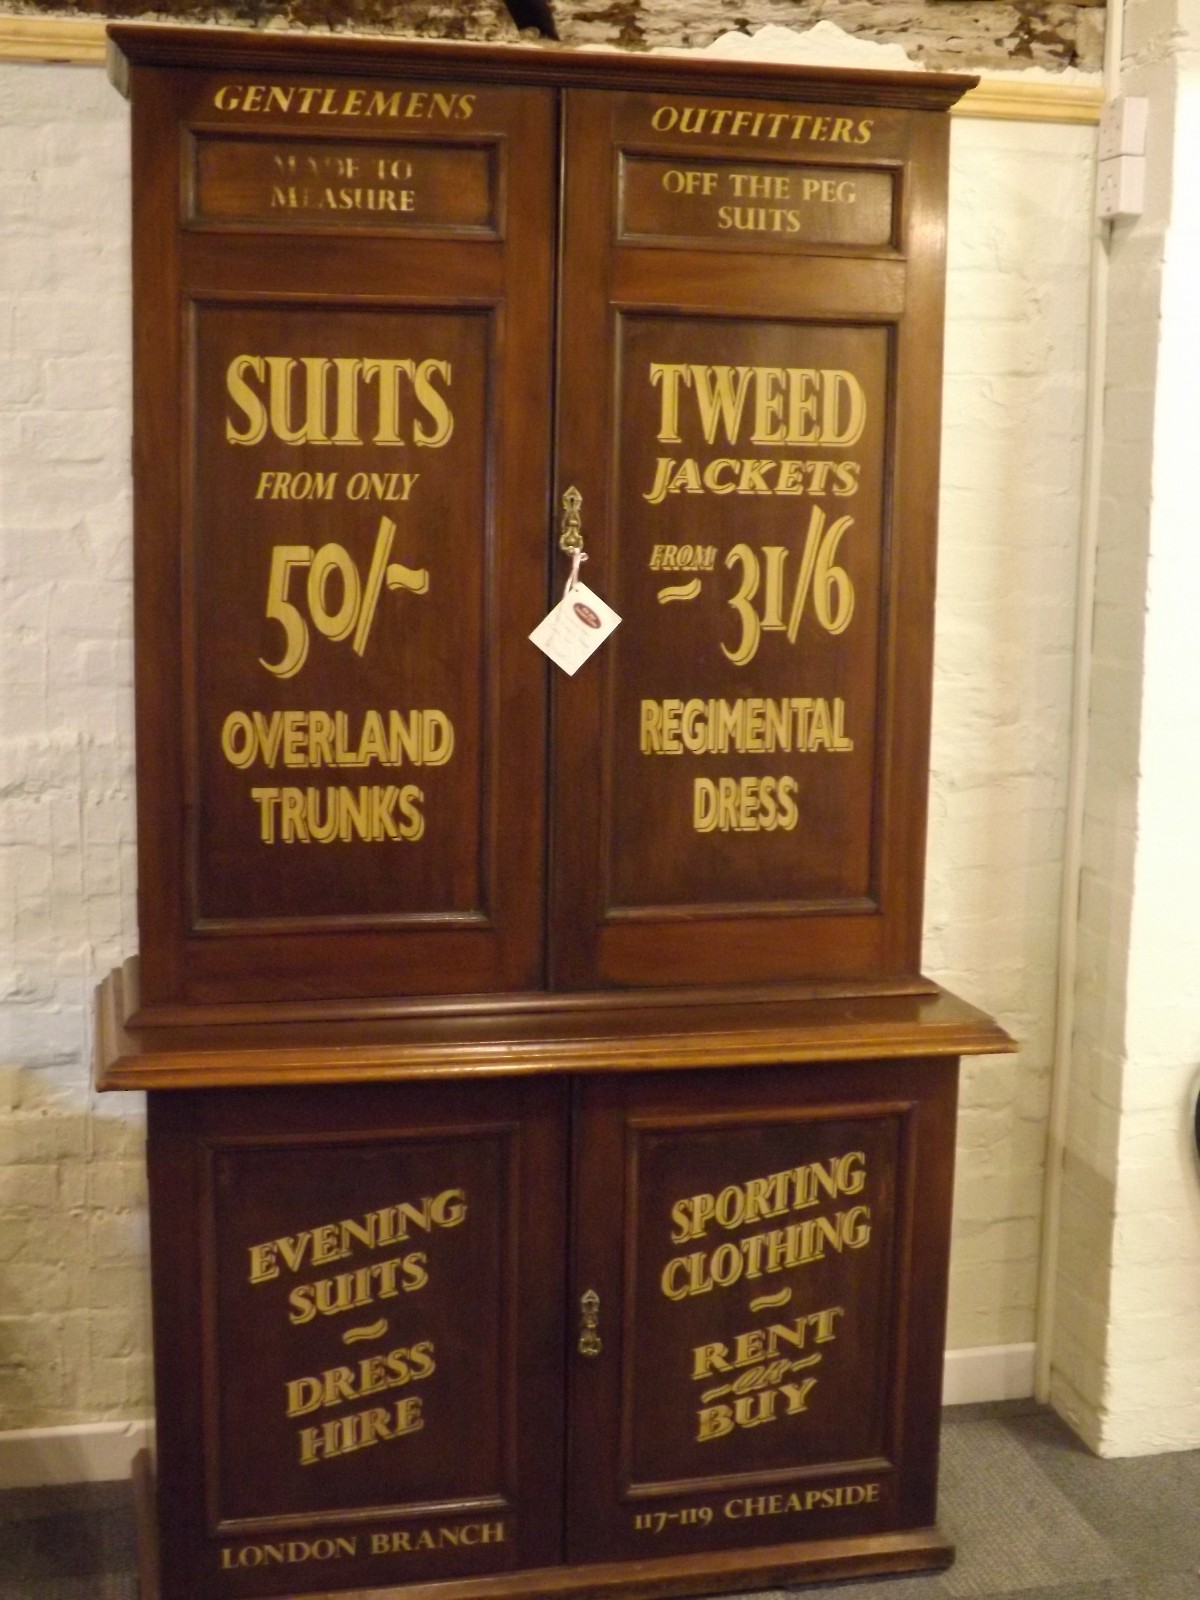 GENTLEMENS
MADE TO
MEASURE
SUITS
FROM ONLY
50/~
OVERLAND
TRUNKS
OUTFITTERS
OFF THE PEG
SUITS
TWEED
JACKETS
FROM
~ 31/6
REGIMENTAL
DRESS
EVENING
SUITS
~
DRESS
HIRE
LONDON BRANCH
SPORTING
CLOTHING
~
RENT
~OR~
BUY
117-119 CHEAPSIDE